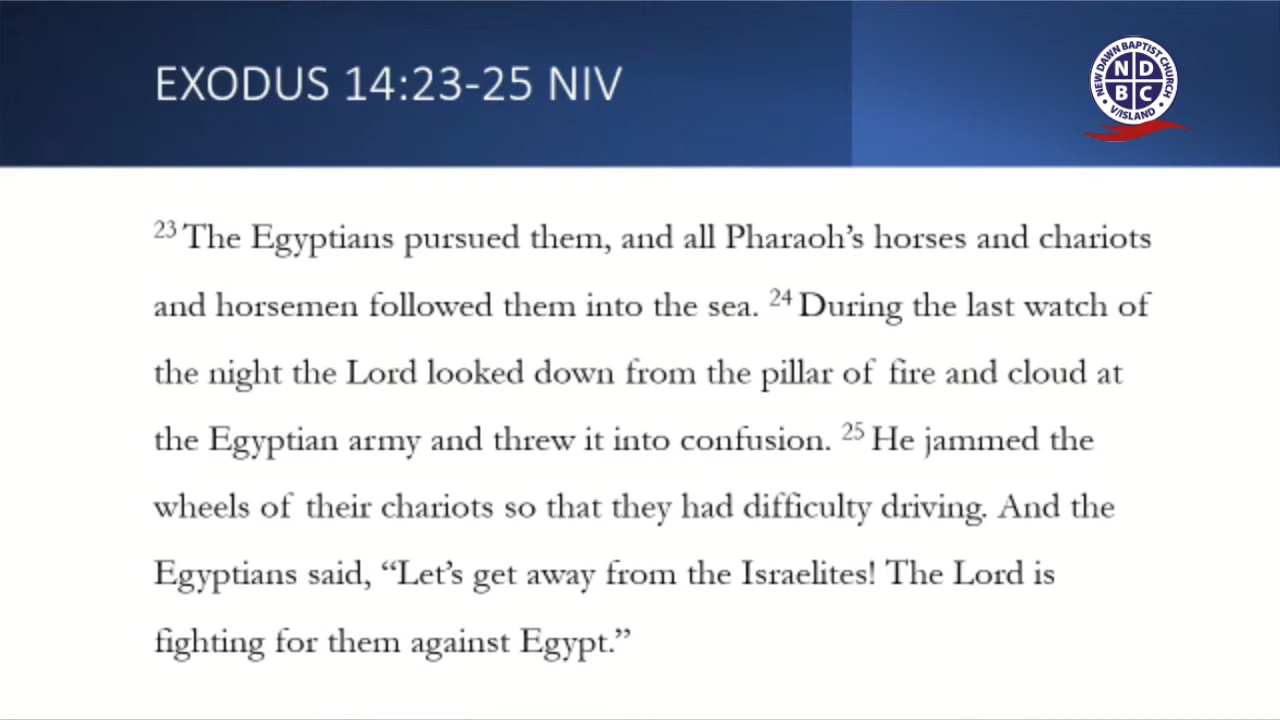 EXODUS 14:23-25 NIV
NEW DAWN BAPTIST CHURCH
N D
B C
• V/ISLAND •
23 The Egyptians pursued them, and all Pharaoh’s horses and chariots
and horsemen followed them into the sea. 24 During the last watch of
the night the Lord looked down from the pillar of fire and cloud at
the Egyptian army and threw it into confusion. 25 He jammed the
wheels of their chariots so that they had difficulty driving. And the
Egyptians said, “Let’s get away from the Israelites! The Lord is
fighting for them against Egypt.”